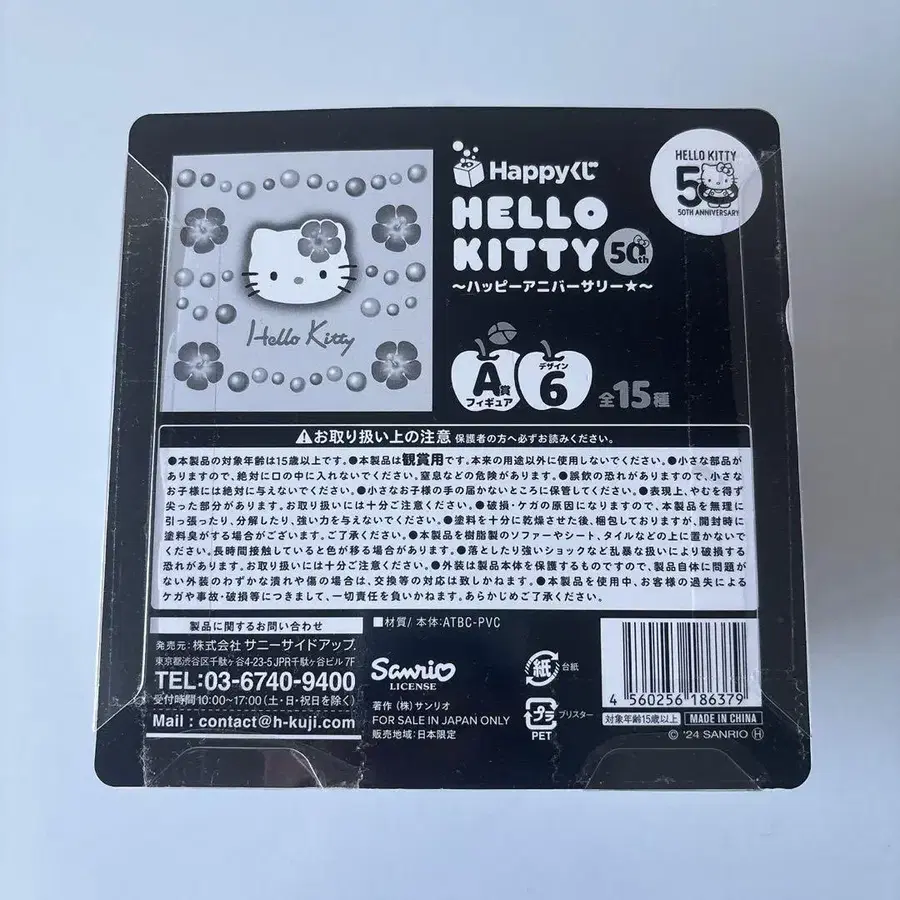 Hello Kitty
Happyくじ
HELLO
KITTY 50th
～ハッピーアニバーサリー★～
HELLO KITTY
50
50TH ANNIVERSARY
A賞
フィギュア
デザイン
6
全15種
お取り扱い上の注意 保護者の方へ必ずお読みください。
●本製品の対象年齢は15歳以上です。●本製品は観賞用です。本来の用途以外に使用しないでください。●小さな部品が
ありますので、絶対に口の中に入れないでください。窒息などの危険があります。●誤飲の恐れがありますので、小さな
お子様には絶対に与えないでください。●小さなお子様の手の届かないところに保管してください。●表現上、やむを得ず
尖った部分があります。お取り扱いには十分ご注意ください。●破損・ケガの原因になりますので、本製品を無理に
引っ張ったり、分解したり、強い力を与えないでください。●塗料を十分に乾燥させた後、梱包しておりますが、開封時に
塗料臭がする場合がございます。ご了承ください。●本製品を樹脂製のソファーやシート、タイルなどの上に置かないで
ください。長時間接触していると色が移る場合があります。●落としたり強いショックなど乱暴な扱いにより破損する
恐れがあります。お取り扱いには十分ご注意ください。●外装は製品本体を保護するものですので、製品自体に問題が
ない外装のわずかな潰れや傷の場合は、交換等の対応は致しかねます。●本製品を使用中、お客様の過失による
ケガや事故・破損等につきまして、一切責任を負いかねます。あらかじめご了承ください。
製品に関するお問い合わせ
発売元：株式会社 サニーサイドアップ
東京都渋谷区千駄ヶ谷4-23-5 JPR千駄ヶ谷ビル 7F
TEL:03-6740-9400
受付時間10:00～17:00（土・日・祝日を除く）
Mail : contact@h-kuji.com
■材質/ 本体:ATBC-PVC
Sanrio
LICENSE
著作（株）サンリオ
FOR SALE IN JAPAN ONLY
販売地域：日本限定
紙 台紙
プラ ブリスター
PET
4 560256 186379
対象年齢15歳以上 MADE IN CHINA
© '24 SANRIO Ⓗ